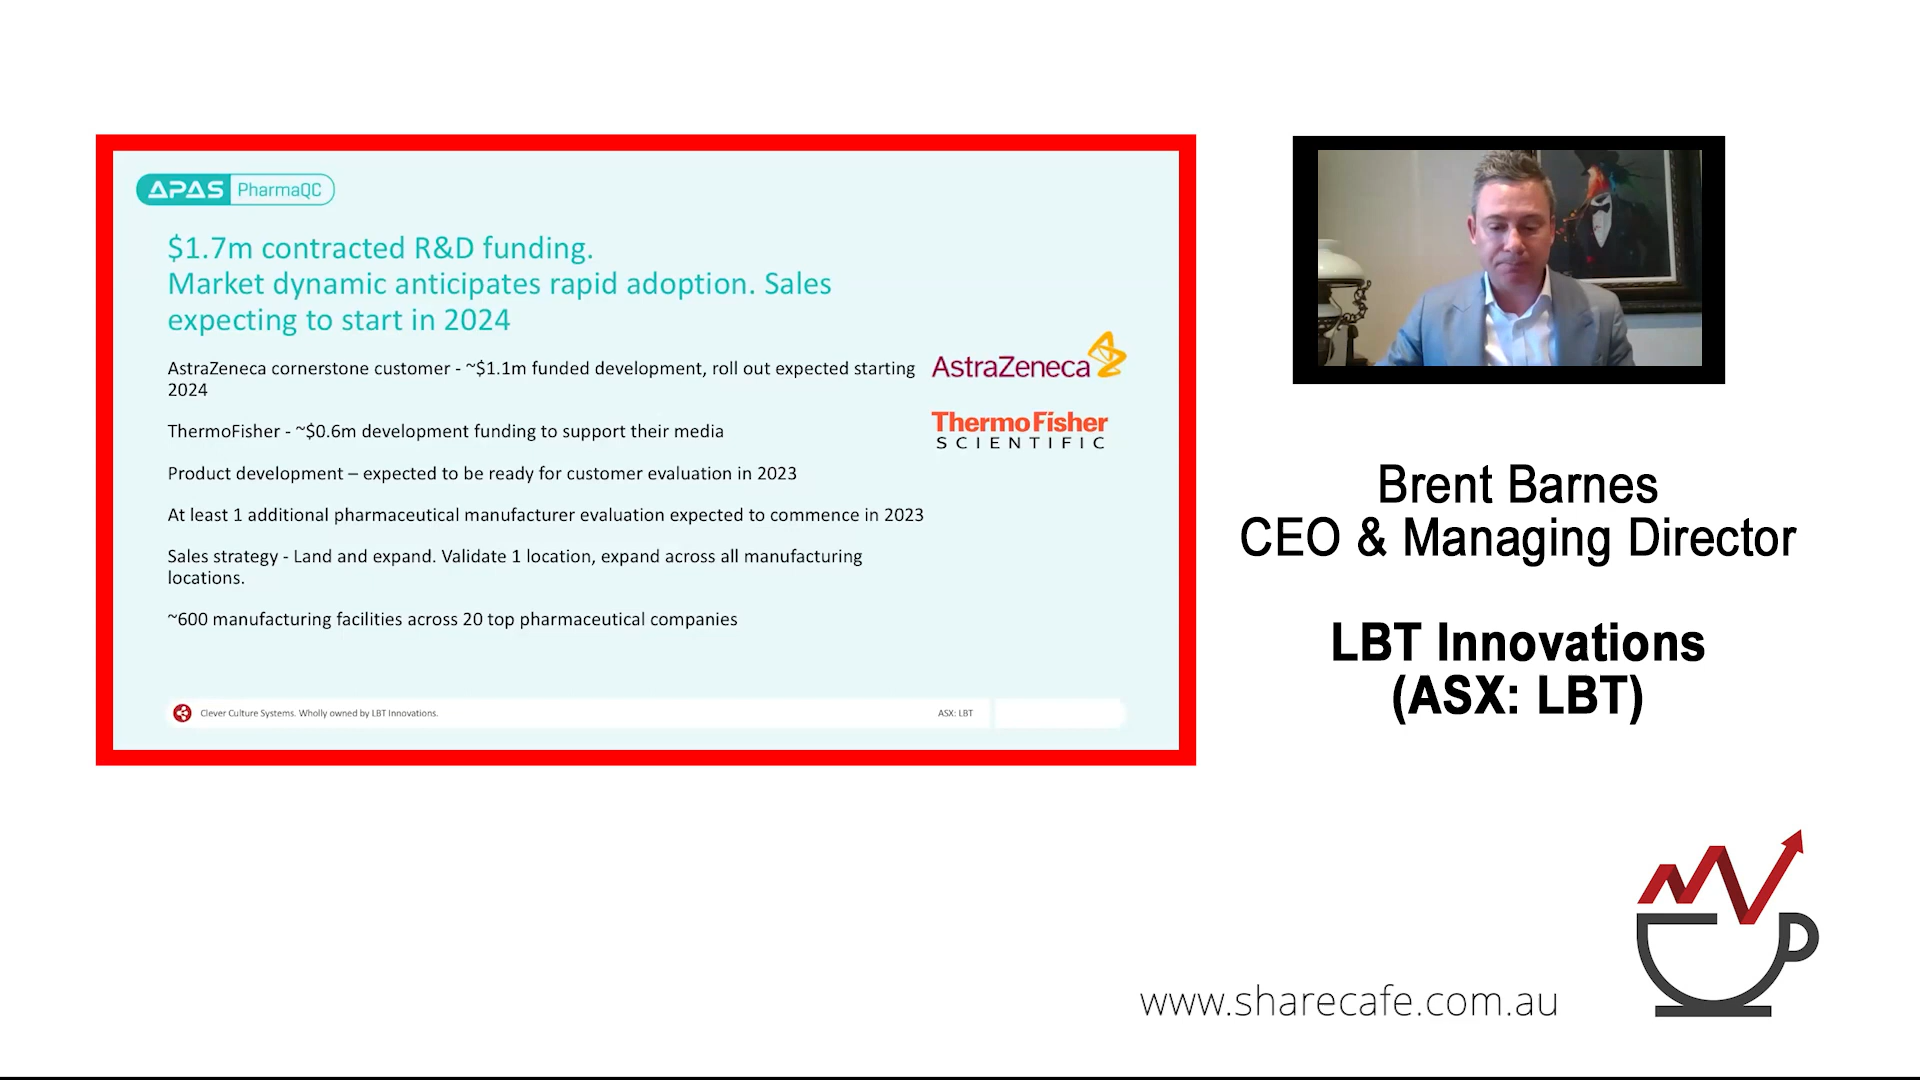 APAS PharmaQC
$1.7m contracted R&D funding.
Market dynamic anticipates rapid adoption. Sales
expecting to start in 2024
AstraZeneca cornerstone customer - ~$1.1m funded development, roll out expected starting
2024
AstraZeneca
ThermoFisher - ~$0.6m development funding to support their media
ThermoFisher
SCIENTIFIC
Product development – expected to be ready for customer evaluation in 2023
At least 1 additional pharmaceutical manufacturer evaluation expected to commence in 2023
Sales strategy - Land and expand. Validate 1 location, expand across all manufacturing
locations.
~600 manufacturing facilities across 20 top pharmaceutical companies
Clever Culture Systems. Wholly owned by LBT Innovations.
ASX: LBT
Brent Barnes
CEO & Managing Director
LBT Innovations
(ASX: LBT)
www.sharecafe.com.au